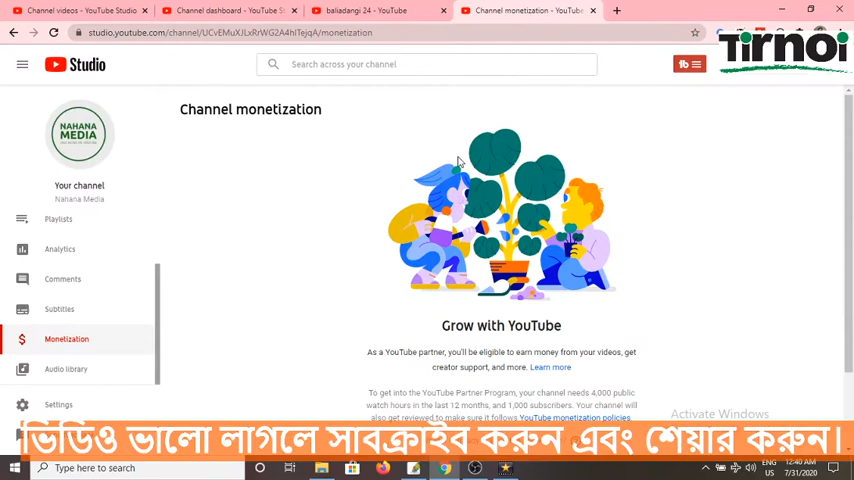 Channel videos - YouTube Studio
Channel dashboard - YouTube St
baliadangi 24 - YouTube
Channel monetization - YouTube
studio.youtube.com/channel/UCvEMuXJLxRrWG2A4hITejqA/monetization
Tirnoi
Studio
Search across your channel
NAHANA
MEDIA
Channel monetization
Your channel
Nahana Media
Playlists
Analytics
Comments
Subtitles
$ Monetization
Audio library
Settings
Grow with YouTube
As a YouTube partner, you'll be eligible to earn money from your videos, get
creator support, and more. Learn more
To get into the YouTube Partner Program, your channel needs 4,000 public
watch hours in the last 12 months, and 1,000 subscribers. Your channel will
also get reviewed to make sure it follows YouTube monetization policies.
Activate Windows
ভিডিও ভালো লাগলে সাবক্রাইব করুন এবং শেয়ার করুন।
Type here to search
ENG
US
12:40 AM
7/31/2020